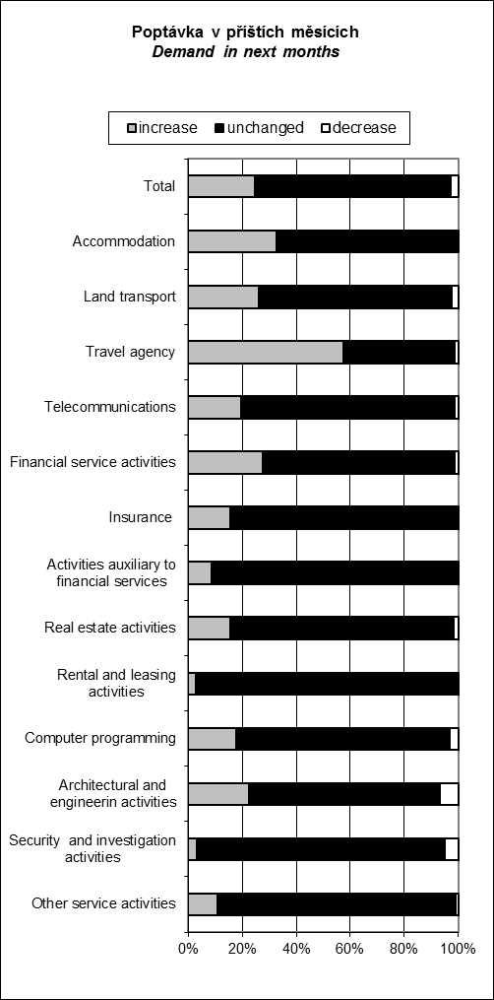 Poptávka v příštích měsících
Demand in next months
increase unchanged decrease
Total
Accommodation
Land transport
Travel agency
Telecommunications
Financial service activities
Insurance
Activities auxiliary to
financial services
Real estate activities
Rental and leasing
activities
Computer programming
Architectural and
engineerin activities
Security and investigation
activities
Other service activities
0% 20% 40% 60% 80% 100%